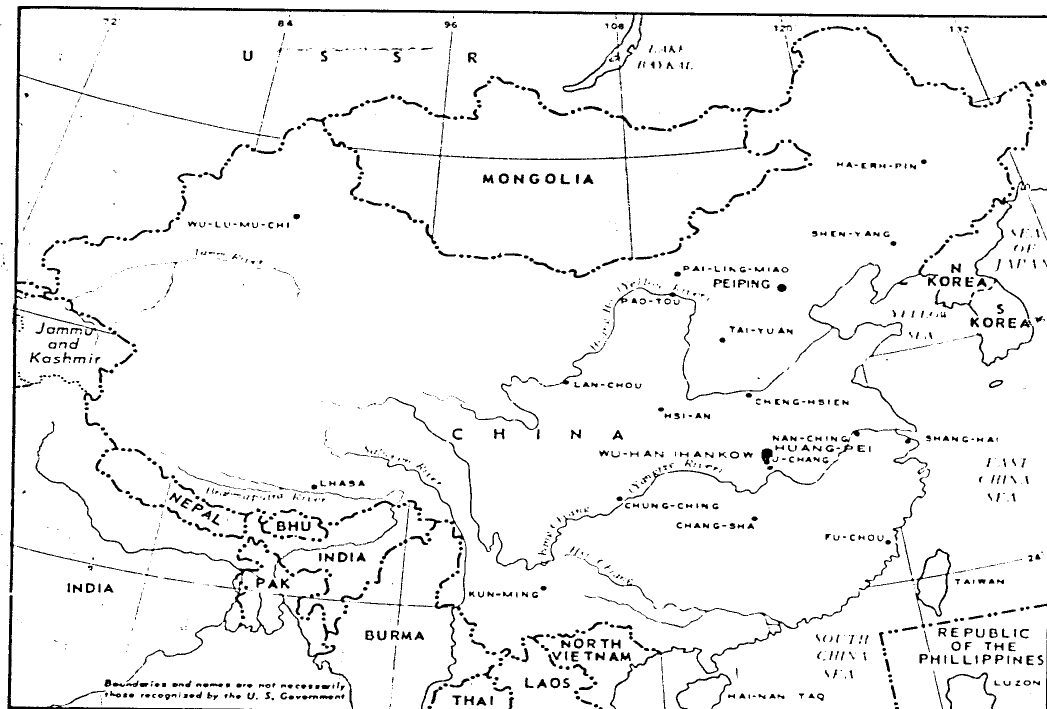 72
84
96
108
120
132
U S S R
LAKE
BAYKAL
MONGOLIA
HA-ERH-PIN
WU-LU-MU-CHI
SHEN-YANG
SEA
OF
JAPAN
PAI-LING-MIAO
PEIPING
N
KOREA
PAO-TOU
S
KOREA
YELLOW
SEA
Jammu
and
Kashmir
TAI-YUAN
LAN-CHOU
CHENG-HSIEN
HSI-AN
CHINA
NAN-CHING
SHANG-HAI
HUANG-PEI
WU-HAN (HANKOW
U-CHANG
EAST
CHINA
SEA
LHASA
NEPAL
BHU
CHUNG-CHING
CHANG-SHA
FU-CHOU
INDIA
INDIA
PAK
KUN-MING
TAIWAN
BURMA
NORTH
VIETNAM
SOUTH
CHINA
SEA
REPUBLIC
OF THE
PHILLIPPINES
LAOS
LUZON
THAI
Boundaries and names are not necessarily
those recognized by the U. S. Government